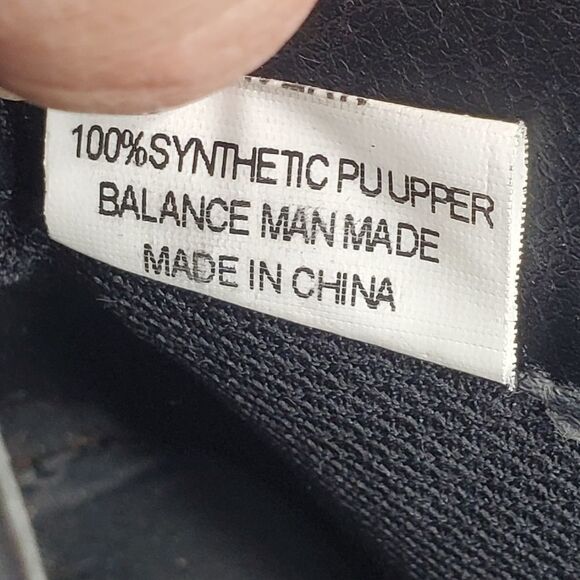 100%SYNTHETIC PU UPPER
BALANCE MAN MADE
MADE IN CHINA